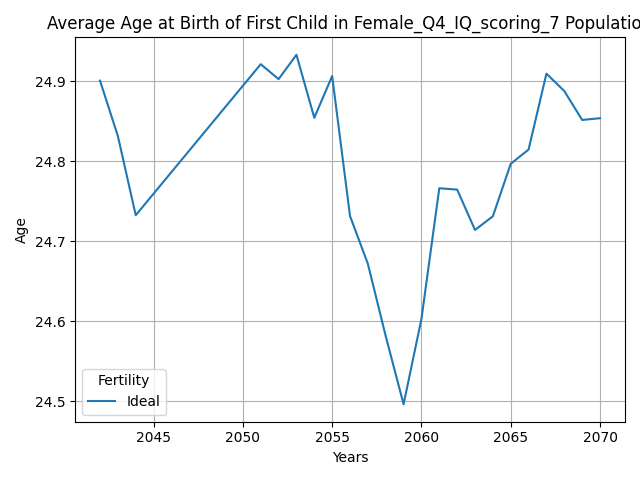 Average Age at Birth of First Child in Female_Q4_IQ_scoring_7 Populatio
24.9
24.8
24.7
24.6
24.5
Age
Fertility
Ideal
2045 2050 2055 2060 2065 2070
Years